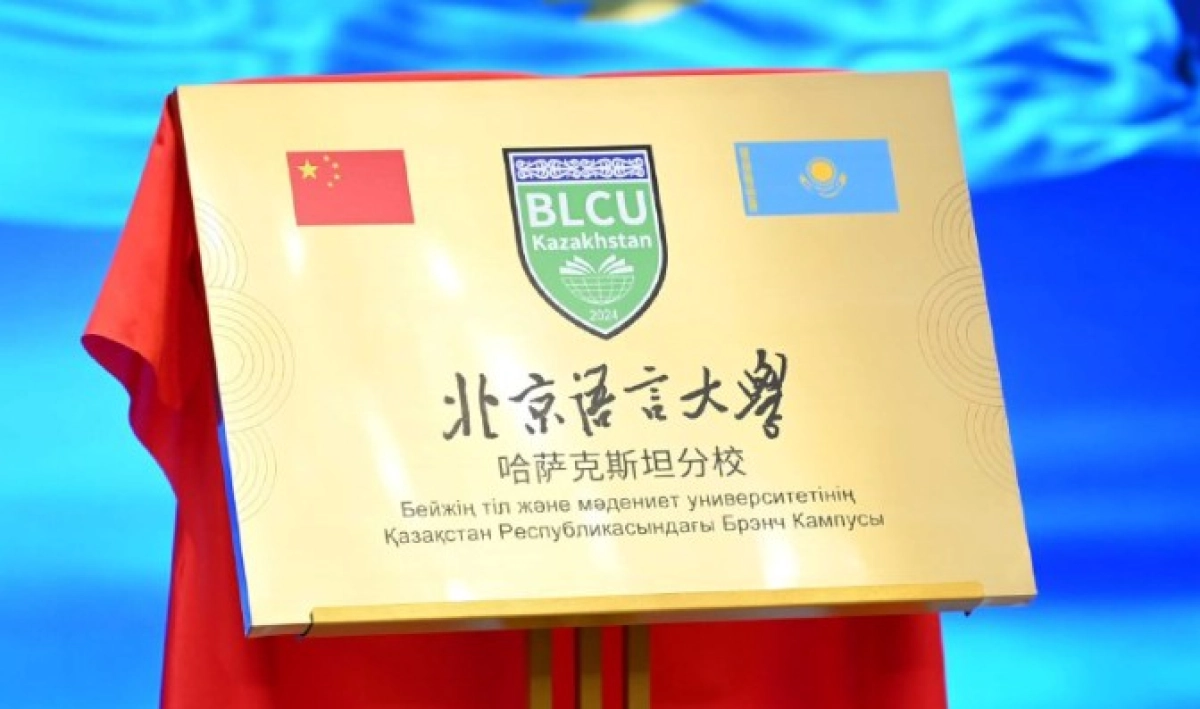 BLCU
Kazakhstan
2024
北京语言大學
哈萨克斯坦分校
Бейжің тіл және мәдениет университетінің
Қазақстан Республикасындағы Брэнч Кампусы